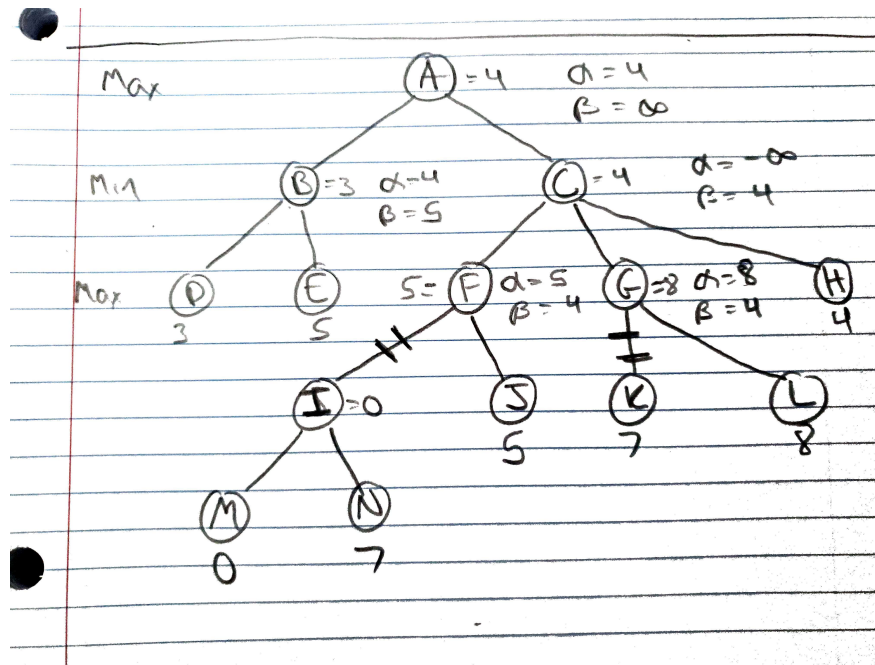 Max A = 4 α = 4
β = ∞
Min B = 3 α = 4 C = 4 α = -∞
β = 5 β = 4
Max D E 5 = F α = 5 G = 8 α = 8 H
3 5 β = 4 β = 4 4
I = 0 J K L
5 7 8
M N
0 7